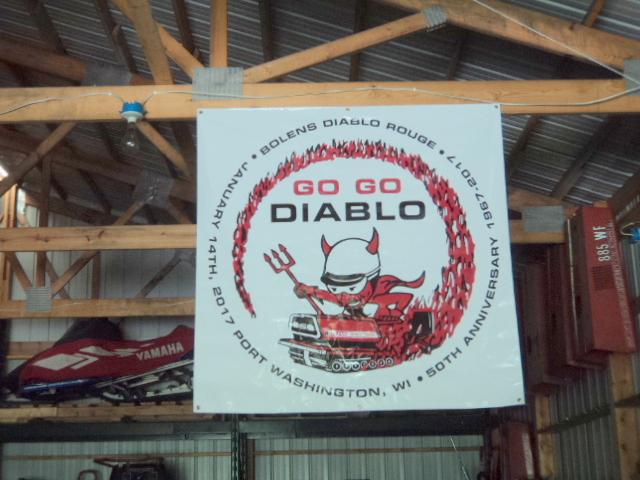 • BOLENS DIABLO ROUGE •
JANUARY 14TH, 2017 PORT WASHINGTON, WI • 50TH ANNIVERSARY 1967-2017
GO GO
DIABLO
YAMAHA
885 WF